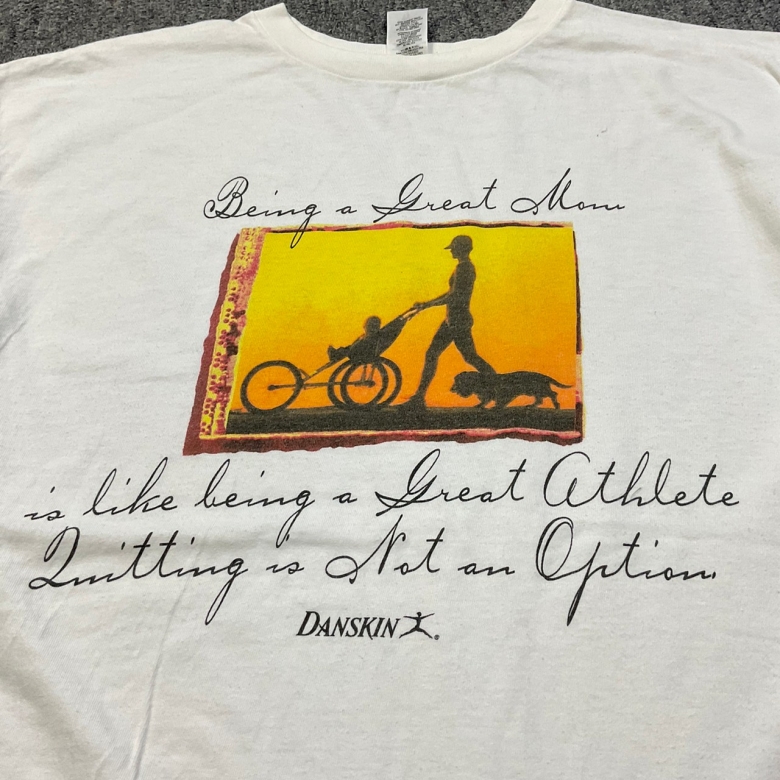 Being a Great Mom
is like being a Great Athlete
Quitting is Not an Option.
DANSKIN®